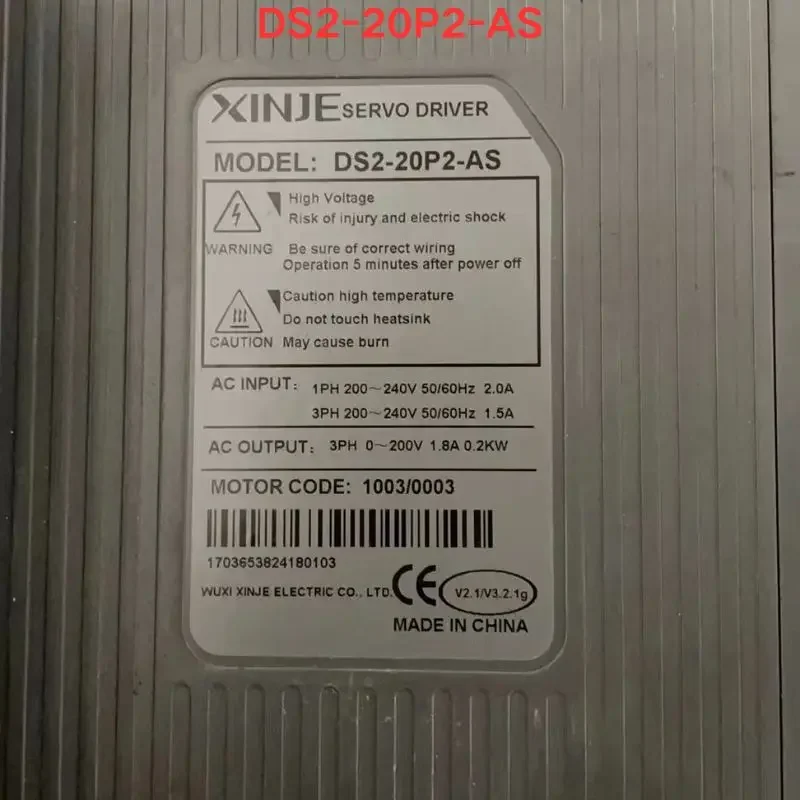 DS2-20P2-AS
XINJE SERVO DRIVER
MODEL: DS2-20P2-AS
High Voltage
Risk of injury and electric shock
WARNING Be sure of correct wiring
Operation 5 minutes after power off
Caution high temperature
Do not touch heatsink
CAUTION May cause burn
AC INPUT: 1PH 200~240V 50/60Hz 2.0A
3PH 200~240V 50/60Hz 1.5A
AC OUTPUT: 3PH 0~200V 1.8A 0.2KW
MOTOR CODE: 1003/0003
1703653824180103
WUXI XINJE ELECTRIC CO., LTD. CE V2.1/V3.2.1g
MADE IN CHINA